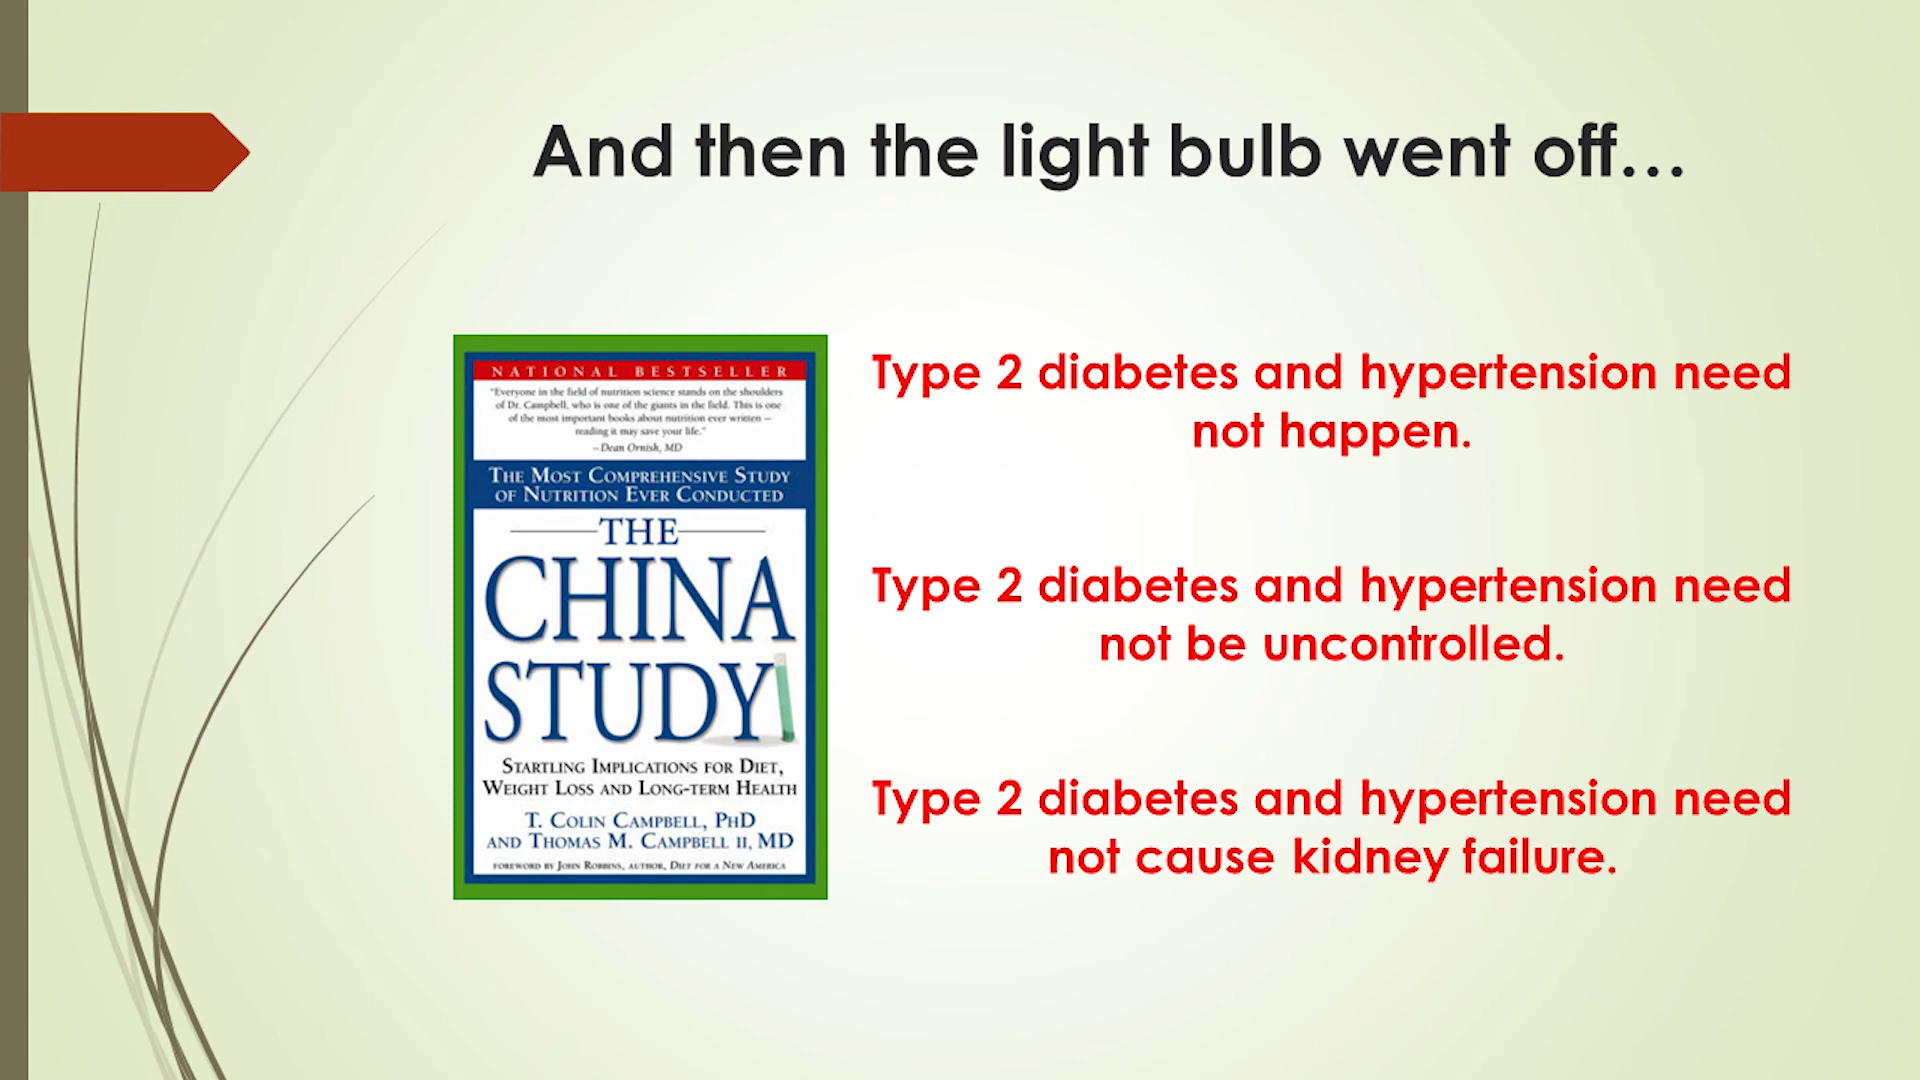 And then the light bulb went off...
NATIONAL BESTSELLER
"Everyone in the field of nutrition science stands on the shoulders
of Dr. Campbell, who is one of the giants in the field. This is one
of the most important books about nutrition ever written –
reading it may save your life."
–Dean Ornish, MD
THE MOST COMPREHENSIVE STUDY
OF NUTRITION EVER CONDUCTED
THE
CHINA
STUDY
STARTLING IMPLICATIONS FOR DIET,
WEIGHT LOSS AND LONG-TERM HEALTH
T. COLIN CAMPBELL, PHD
AND THOMAS M. CAMPBELL II, MD
FOREWORD BY JOHN ROBBINS, AUTHOR, DIET FOR A NEW AMERICA
Type 2 diabetes and hypertension need
not happen.
Type 2 diabetes and hypertension need
not be uncontrolled.
Type 2 diabetes and hypertension need
not cause kidney failure.